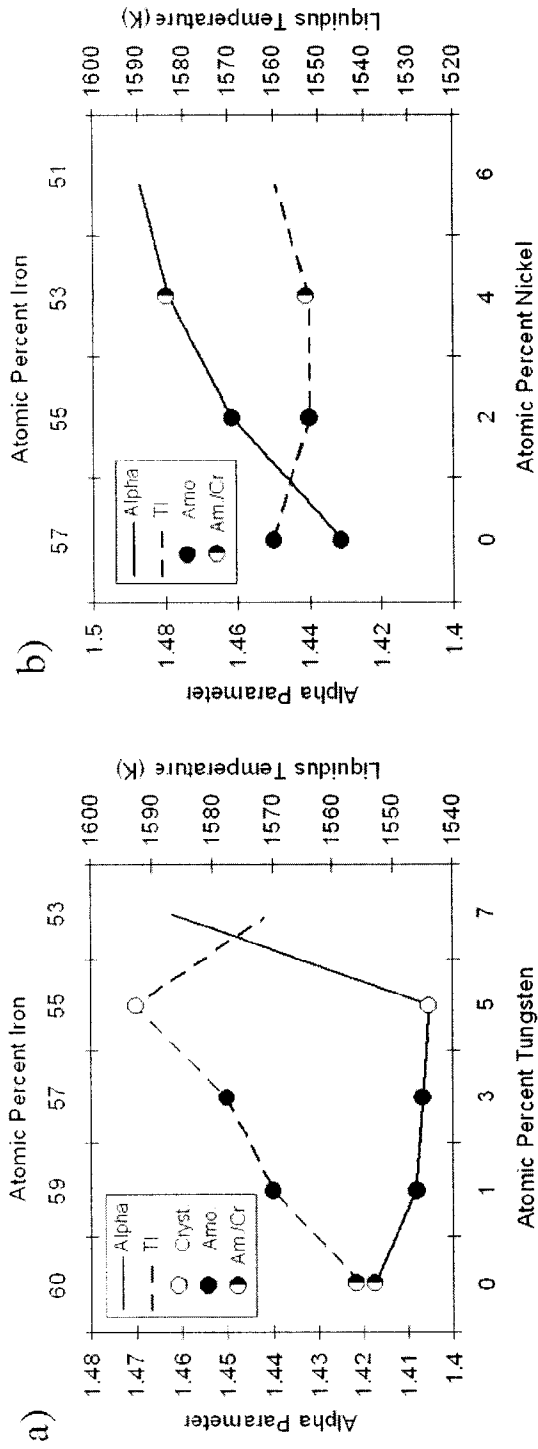 a)
Atomic Percent Iron
60 59 57 55 53
Alpha Parameter
1.48
1.47
1.46
1.45
1.44
1.43
1.42
1.41
1.4
Alpha
Tl
Cryst.
Amo
Am/Cr
Liquidus Temperature
(K)
1600
1590
1580
1570
1560
1550
1540
0 1 3 5 7
Atomic Percent Tungsten
b)
Atomic Percent Iron
57 55 53 51
Alpha Parameter
1.5
1.48
1.46
1.44
1.42
1.4
Alpha
Tl
Amo
Am/Cr
Liquidus Temperature
(K)
1600
1590
1580
1570
1560
1550
1540
1530
1520
0 2 4 6
Atomic Percent Nickel